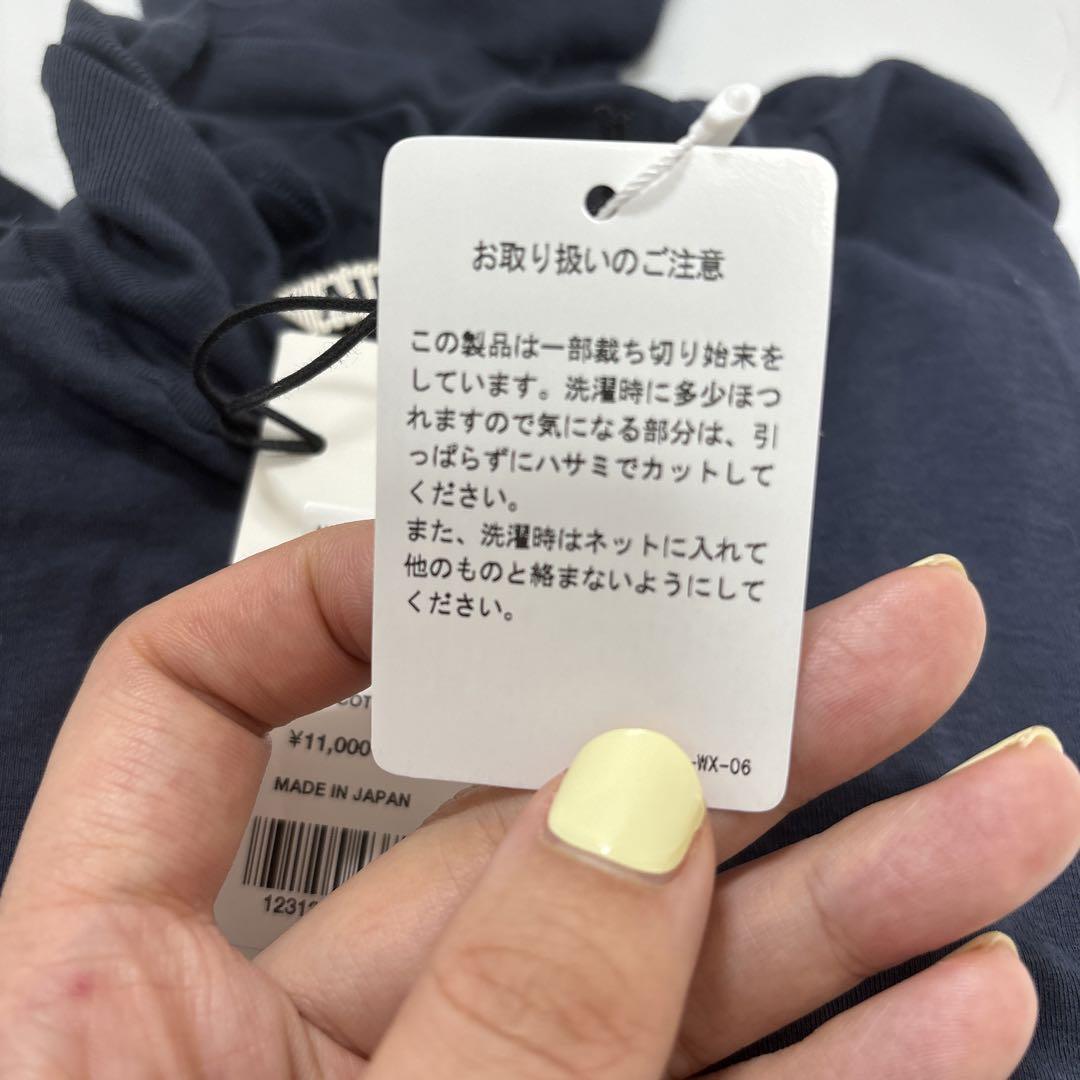 お取り扱いのご注意
この製品は一部裁ち切り始末を
しています。洗濯時に多少ほつ
れますので気になる部分は、引
っぱらずにハサミでカットして
ください。
また、洗濯時はネットに入れて
他のものと絡まないようにして
ください。
-WX-06
COT
¥11,000
MADE IN JAPAN
12312